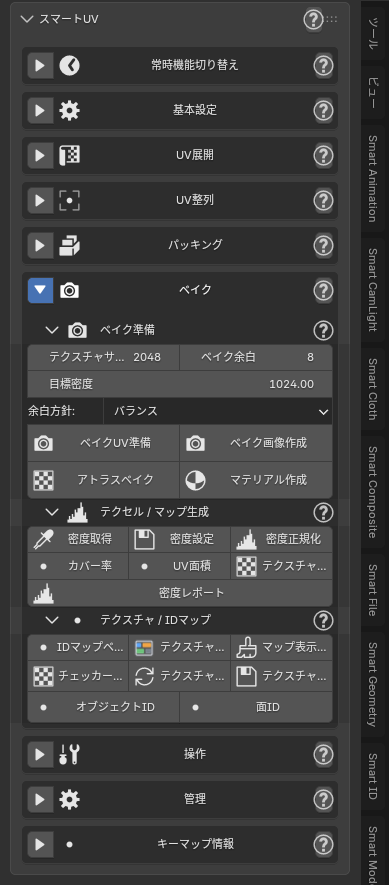 スマートUV
常時機能切り替え
基本設定
UV展開
UV整列
パッキング
ベイク
ベイク準備
テクスチャサ... 2048 ベイク余白 8
目標密度 1024.00
余白方針: バランス
ベイクUV準備 ベイク画像作成
アトラスベイク マテリアル作成
テクセル / マップ生成
密度取得 密度設定 密度正規化
カバー率 UV面積 テクスチャ...
密度レポート
テクスチャ / IDマップ
IDマップベ... テクスチャ... マップ表示...
チェッカー... テクスチャ... テクスチャ...
オブジェクトID 面ID
操作
管理
キーマップ情報
ツール
ビュー
Smart Animation
Smart CamLight
Smart Cloth
Smart Composite
Smart File
Smart Geometry
Smart ID
Smart Mod